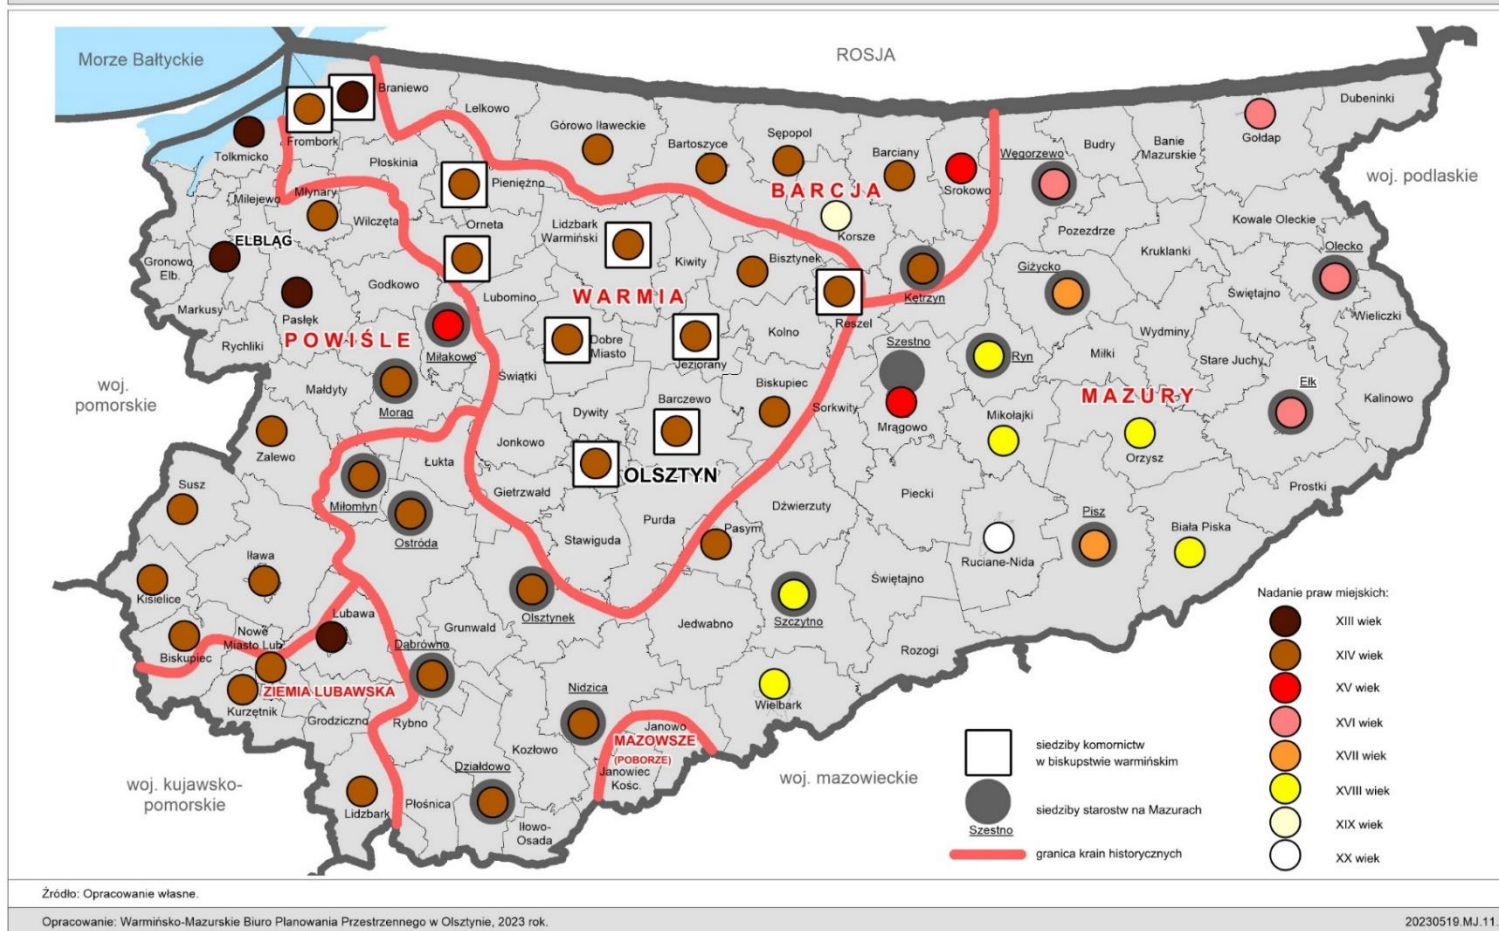 Morze Bałtyckie
ROSJA
Braniewo
Lelkowo
Frombork
Tolkmicko
Płoskinia
Górowo Iławeckie
Bartoszyce
Sępopol
Barciany
Srokowo
Węgorzewo
Budry
Banie
Mazurskie
Gołdap
Dubeninki
woj. podlaskie
Milejewo
Młynary
Wilczęta
Pieniężno
Orneta
Lidzbark
Warmiński
Kiwity
Bisztynek
BARCJA
Korsze
Pozezdrze
Kruklanki
Kowale Oleckie
Olecko
ELBLĄG
Gronowo
Elb.
Markusy
Pasłęk
Godkowo
Lubomino
WARMIA
Reszel
Kętrzyn
Giżycko
Świętajno
Wieliczki
Rychliki
POWIŚLE
Miłakowo
Dobre
Miasto
Jeziorany
Kolno
Szestno
Ryn
Miłki
Wydminy
Stare Juchy
Ełk
Kalinowo
woj.
pomorskie
Małdyty
Morąg
Świątki
Dywity
Barczewo
Biskupiec
Sorkwity
Mrągowo
Mikołajki
MAZURY
Orzysz
Zalewo
Łukta
Jonkowo
OLSZTYN
Gietrzwałd
Piecki
Prostki
Susz
Miłomłyn
Ostróda
Stawiguda
Purda
Pasym
Dźwierzuty
Ruciane-Nida
Pisz
Biała Piska
Iława
Kisielice
Olsztynek
Szczytno
Świętajno
Lubawa
Grunwald
Jedwabno
Rozogi
Biskupiec
Nowe
Miasto Lub.
Dąbrówno
Wielbark
Kurzętnik
ZIEMIA LUBAWSKA
Grodziczno
Rybno
Nidzica
Kozłowo
Janowo
MAZOWSZE
(POBORZE)
Janowiec
Kośc.
woj. mazowieckie
woj. kujawsko-
pomorskie
Lidzbark
Działdowo
Płośnica
Iłowo-
Osada
Nadanie praw miejskich:
XIII wiek
XIV wiek
XV wiek
XVI wiek
XVII wiek
XVIII wiek
XIX wiek
XX wiek
siedziby komornictw
w biskupstwie warmińskim
siedziby starostw na Mazurach
Szestno
granica krain historycznych
Źródło: Opracowanie własne.
Opracowanie: Warmińsko-Mazurskie Biuro Planowania Przestrzennego w Olsztynie, 2023 rok.
20230519.MJ.11.